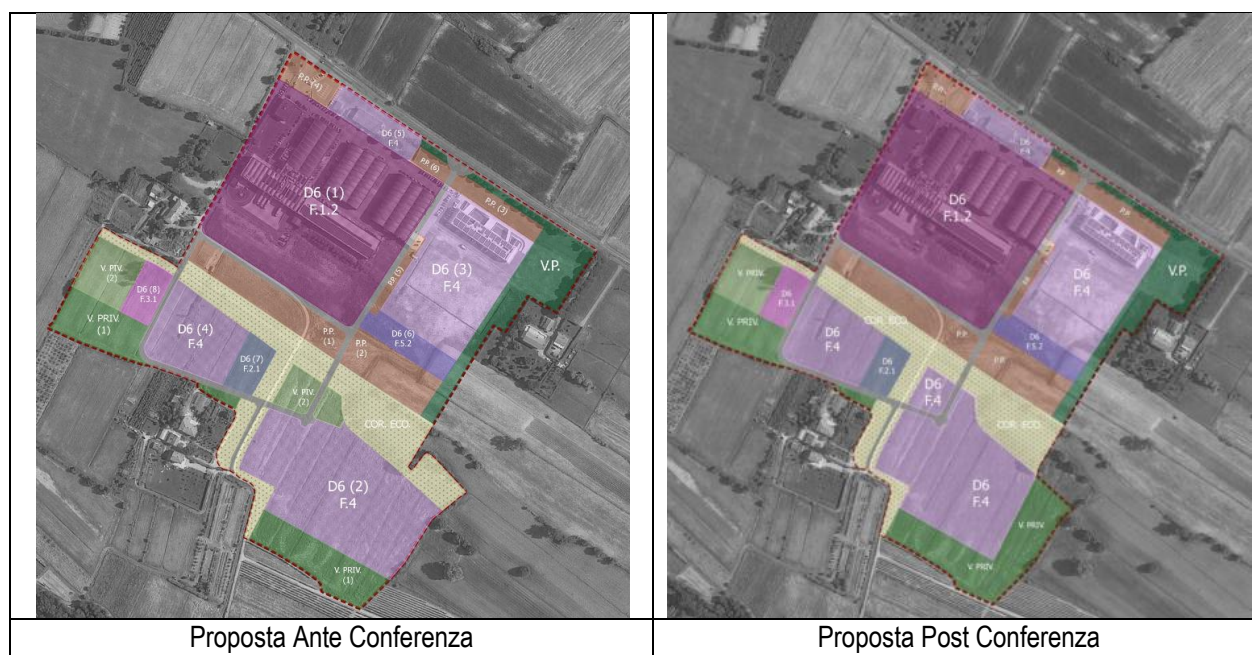 P.P. (4)
D6 (5)
F.4
P.P. (6)
P.P. (3)
D6 (1)
F.1.2
V.P.
D6 (3)
F.4
P.P. (5)
V. PIV.
(2)
D6 (8)
F.3.1
V. PRIV.
(1)
D6 (4)
F.4
P.P.
(1)
P.P.
(2)
D6 (6)
F.5.2
D6 (7)
F.2.1
V. PIV.
(2)
COR. ECO.
D6 (2)
F.4
V. PRIV.
(1)
Proposta Ante Conferenza
P.P.
D6
F.4
P.P.
P.P.
D6
F.1.2
V.P.
D6
F.4
V. PRIV.
D6
F.3.1
V. PRIV.
D6
F.4
COR. ECO.
P.P.
P.P.
D6
F.5.2
D6
F.2.1
D6
F.4
COR. ECO.
D6
F.4
V. PRIV.
V. PRIV.
Proposta Post Conferenza